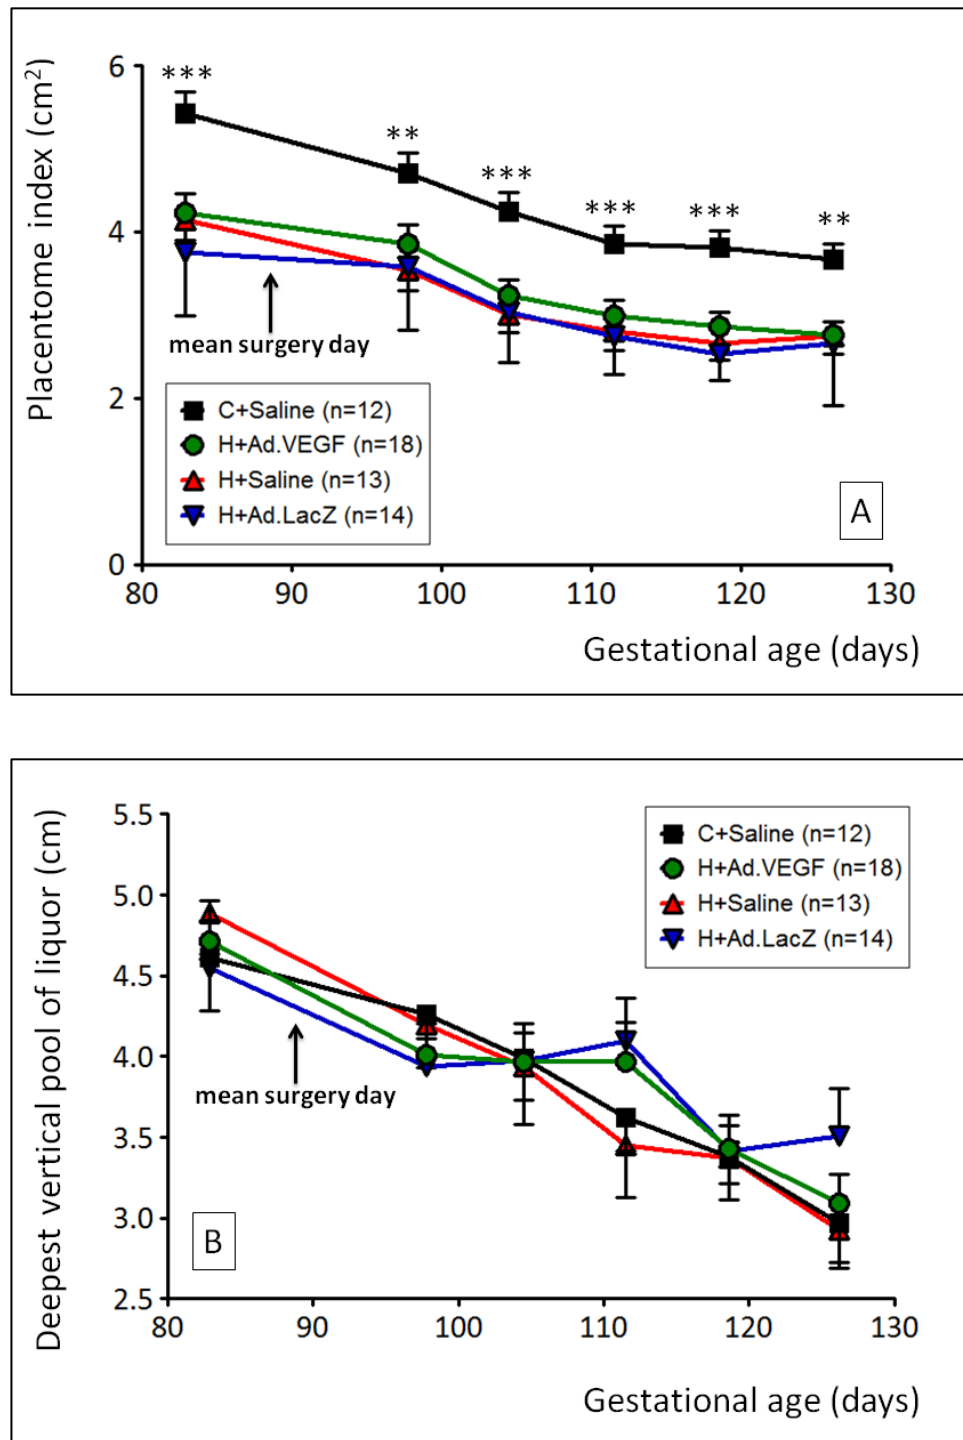 Placentome index (cm²)
6
4
2
0
***
**
***
***
***
**
mean surgery day
C+Saline (n=12)
H+Ad.VEGF (n=18)
H+Saline (n=13)
H+Ad.LacZ (n=14)
A
80
90
100
110
120
130
Gestational age (days)
Deepest vertical pool of liquor (cm)
5.5
5.0
4.5
4.0
3.5
3.0
2.5
C+Saline (n=12)
H+Ad.VEGF (n=18)
H+Saline (n=13)
H+Ad.LacZ (n=14)
mean surgery day
B
80
90
100
110
120
130
Gestational age (days)